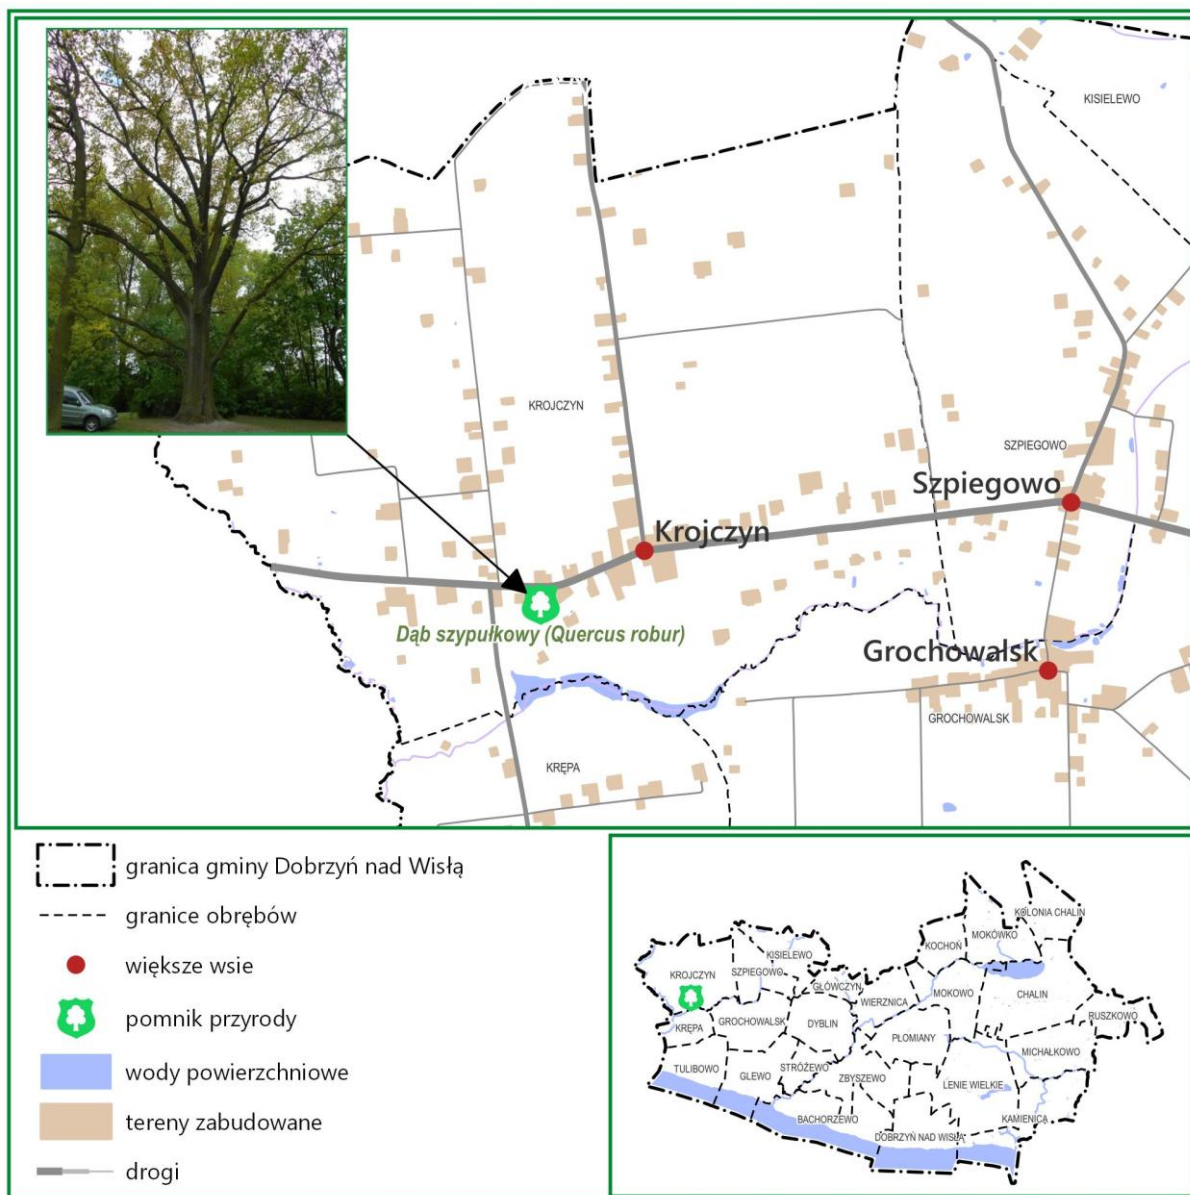 KISIELEWO
KROJCZYN
SZPIEGOWO
Szpiegowo
Krojczyn
Dąb szypułkowy (Quercus robur)
Grochowalsk
GROCHOWALSK
KRĘPA
granica gminy Dobrzyń nad Wisłą
granice obrębów
większe wsie
pomnik przyrody
wody powierzchniowe
tereny zabudowane
drogi
KOLONIA CHALIN
MOKÓWKO
KOCHOŃ
KISIELEWO
SZPIEGOWO
KROJCZYN
GŁÓWCZYN
MOKOWO
CHALIN
WIERZNICA
RUSZKOWO
GROCHOWALSK
DYBLIN
KRĘPA
PŁOMIANY
MICHAŁKOWO
TULIBOWO
STRÓŻEWO
GLEWO
ZBYSZEWO
LENIE WIELKIE
BACHORZEWO
KAMIENICA
DOBRZYŃ NAD WISŁĄ